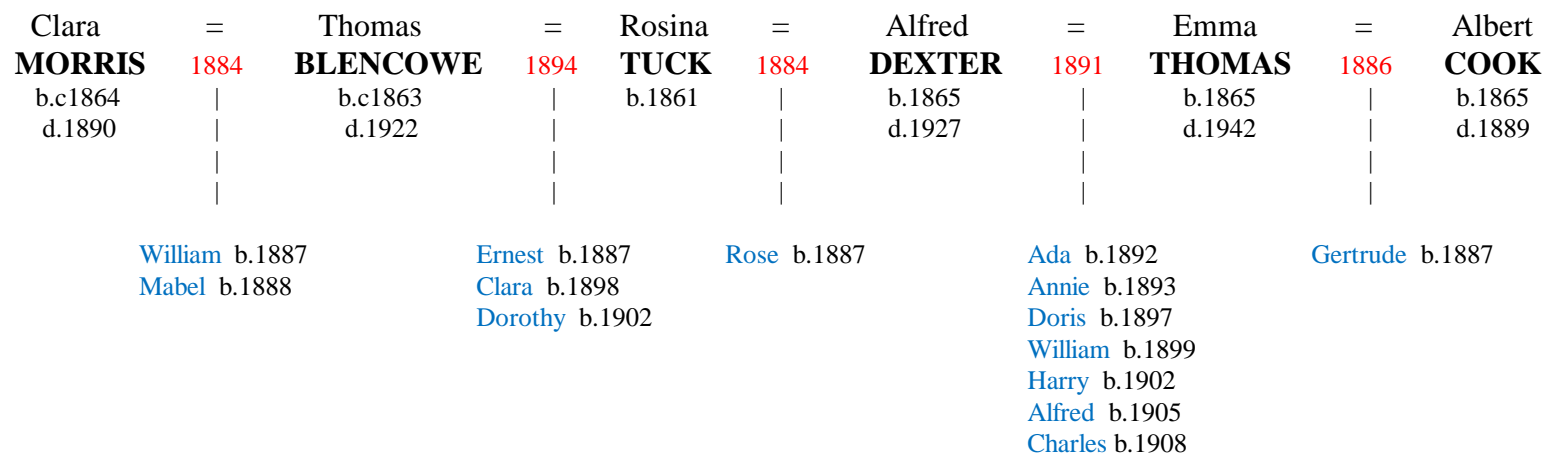 Clara = Thomas = Rosina = Alfred = Emma = Albert
MORRIS 1884 BLENCOWE 1894 TUCK 1884 DEXTER 1891 THOMAS 1886 COOK
b.c1864 | b.c1863 | b.1861 | b.1865 | b.1865 | b.1865
d.1890 | d.1922 | | d.1927 | d.1942 | d.1889
| | | | |
| | | | |
William b.1887 Ernest b.1887 Rose b.1887 Ada b.1892 Gertrude b.1887
Mabel b.1888 Clara b.1898 Annie b.1893
Dorothy b.1902 Doris b.1897
William b.1899
Harry b.1902
Alfred b.1905
Charles b.1908